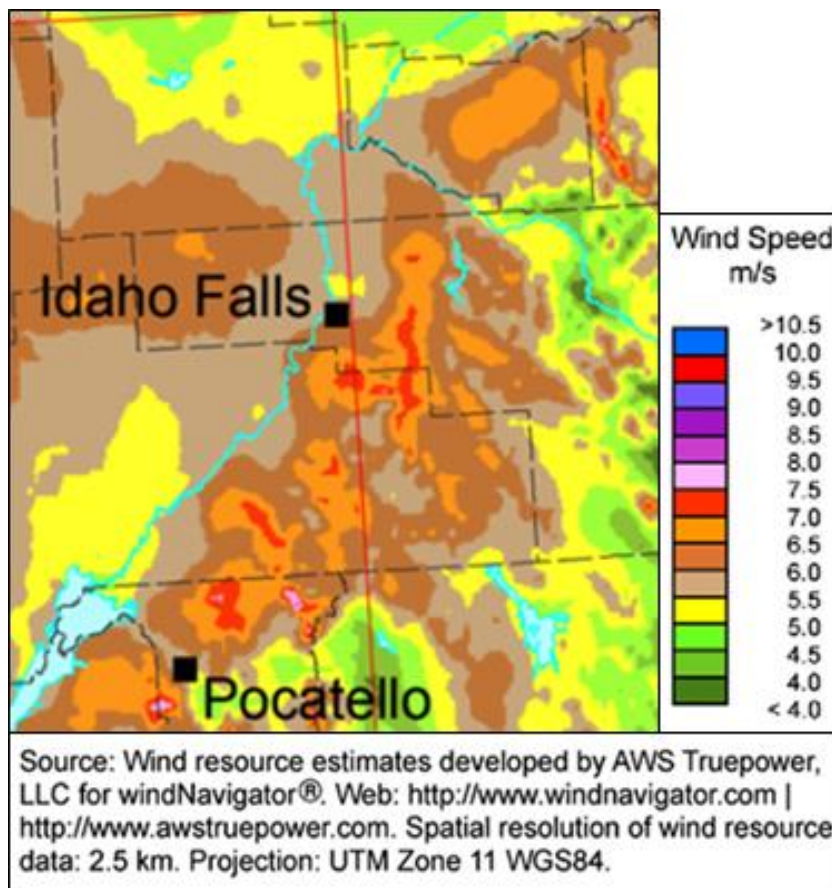 Wind Speed
m/s
>10.5
10.0
9.5
9.0
8.5
8.0
7.5
7.0
6.5
6.0
5.5
5.0
4.5
4.0
< 4.0
Idaho Falls
Pocatello
Source: Wind resource estimates developed by AWS Truepower,
LLC for windNavigator®. Web: http://www.windnavigator.com |
http://www.awstruepower.com. Spatial resolution of wind resource
data: 2.5 km. Projection: UTM Zone 11 WGS84.